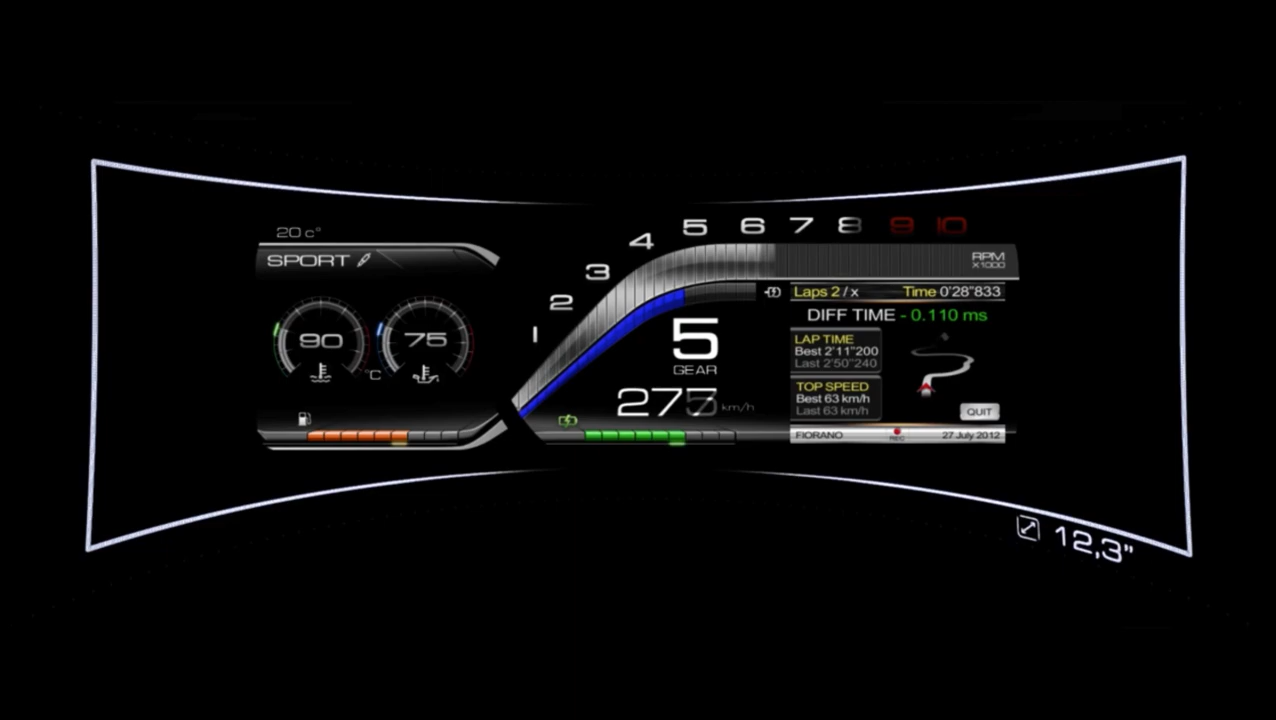 20 c°
SPORT
90
75
°C
1
2
3
4
5
6
7
8
9
10
RPM
X1000
5
GEAR
km/h
Laps 2 / x Time 0'28"833
DIFF TIME - 0.110 ms
LAP TIME
Best 2'11"200
Last 2'50"240
TOP SPEED
Best 63 km/h
Last 63 km/h
QUIT
FIORANO REC 27 July 2012
12,3"